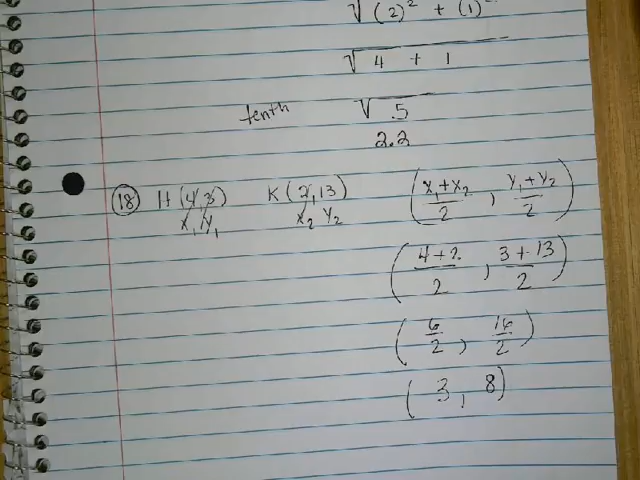 √(2)² + (1)²
√4 + 1
tenth √.5
2.2
(18) H(4,3) K(2,13) (x₁+x₂/2, y₁+y₂/2)
x₁ y₁ x₂ y₂
(4+2/2, 3+13/2)
(6/2, 16/2)
(3, 8)